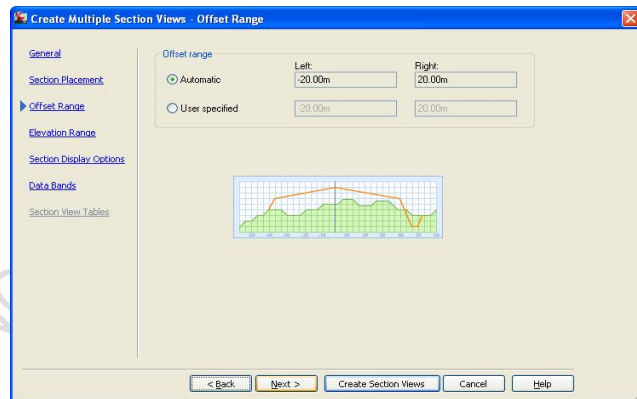 Create Multiple Section Views - Offset Range
General
Section Placement
Offset Range
Elevation Range
Section Display Options
Data Bands
Section View Tables
Offset range
Left:
Right:
Automatic
-20.00m
20.00m
User specified
-20.00m
20.00m
< Back
Next >
Create Section Views
Cancel
Help